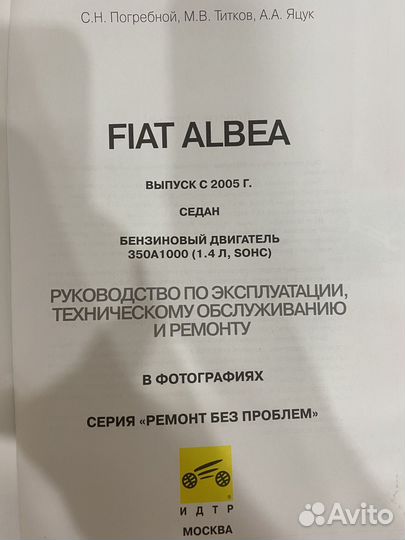 С.Н. Погребной, М.В. Титков, А.А. Яцук
FIAT ALBEA
ВЫПУСК С 2005 Г.
СЕДАН
БЕНЗИНОВЫЙ ДВИГАТЕЛЬ
350А1000 (1.4 Л, SOHC)
РУКОВОДСТВО ПО ЭКСПЛУАТАЦИИ,
ТЕХНИЧЕСКОМУ ОБСЛУЖИВАНИЮ
И РЕМОНТУ
В ФОТОГРАФИЯХ
СЕРИЯ «РЕМОНТ БЕЗ ПРОБЛЕМ»
®
ИДТР
МОСКВА
Avito